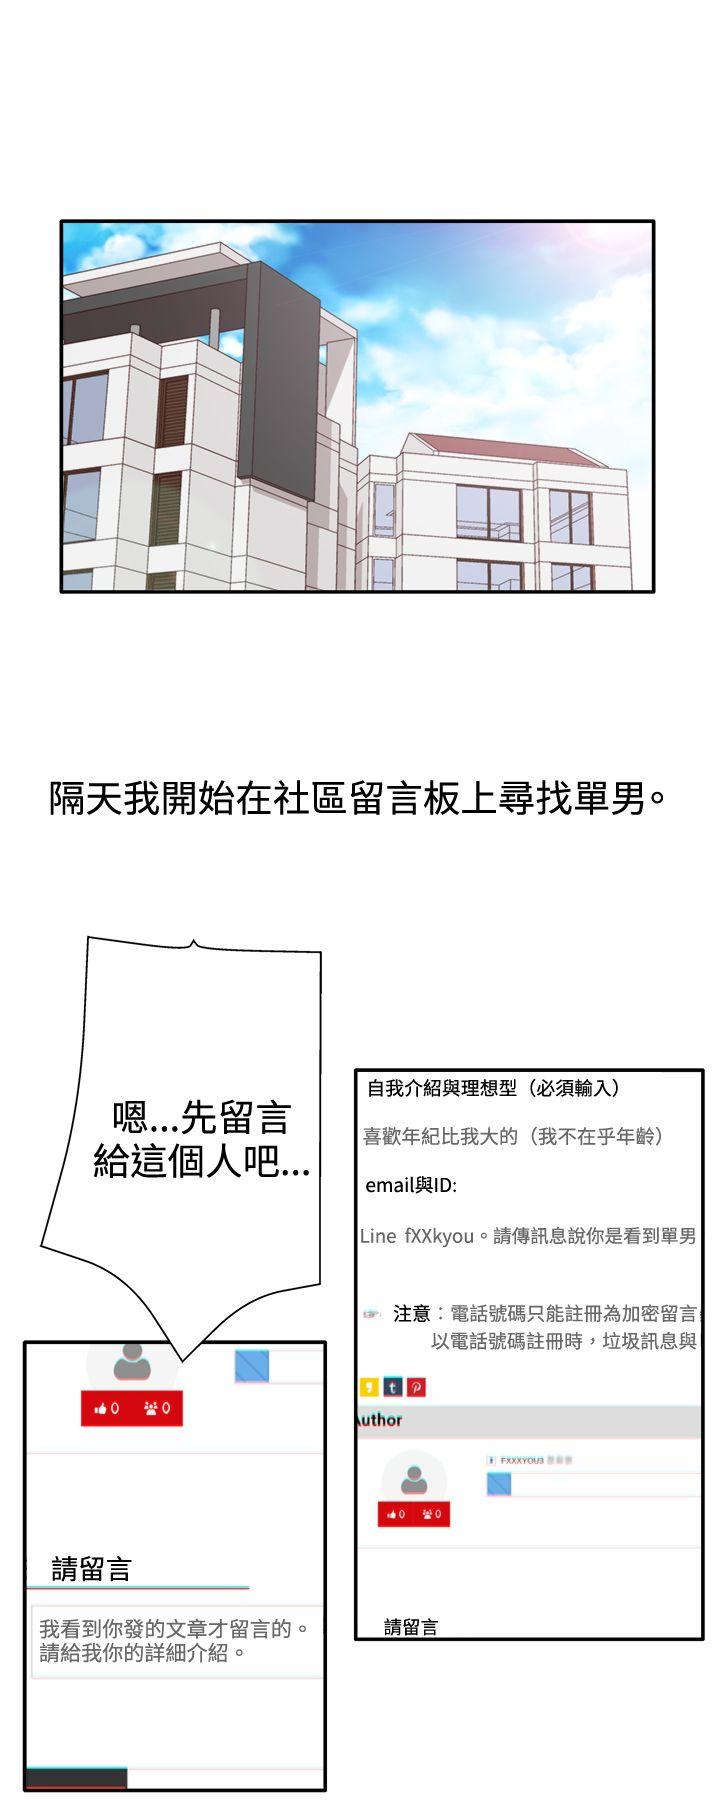 隔天我開始在社區留言板上尋找單男。
嗯...先留言
給這個人吧...
自我介紹與理想型（必須輸入）
喜歡年紀比我大的（我不在乎年齡）
email與ID:
Line fXXkyou。請傳訊息說你是看到單男
注意：電話號碼只能註冊為加密留言
以電話號碼註冊時，垃圾訊息與
t
Author
FXXXYOU3
0 0
請留言
0 0
請留言
我看到你發的文章才留言的。
請給我你的詳細介紹。